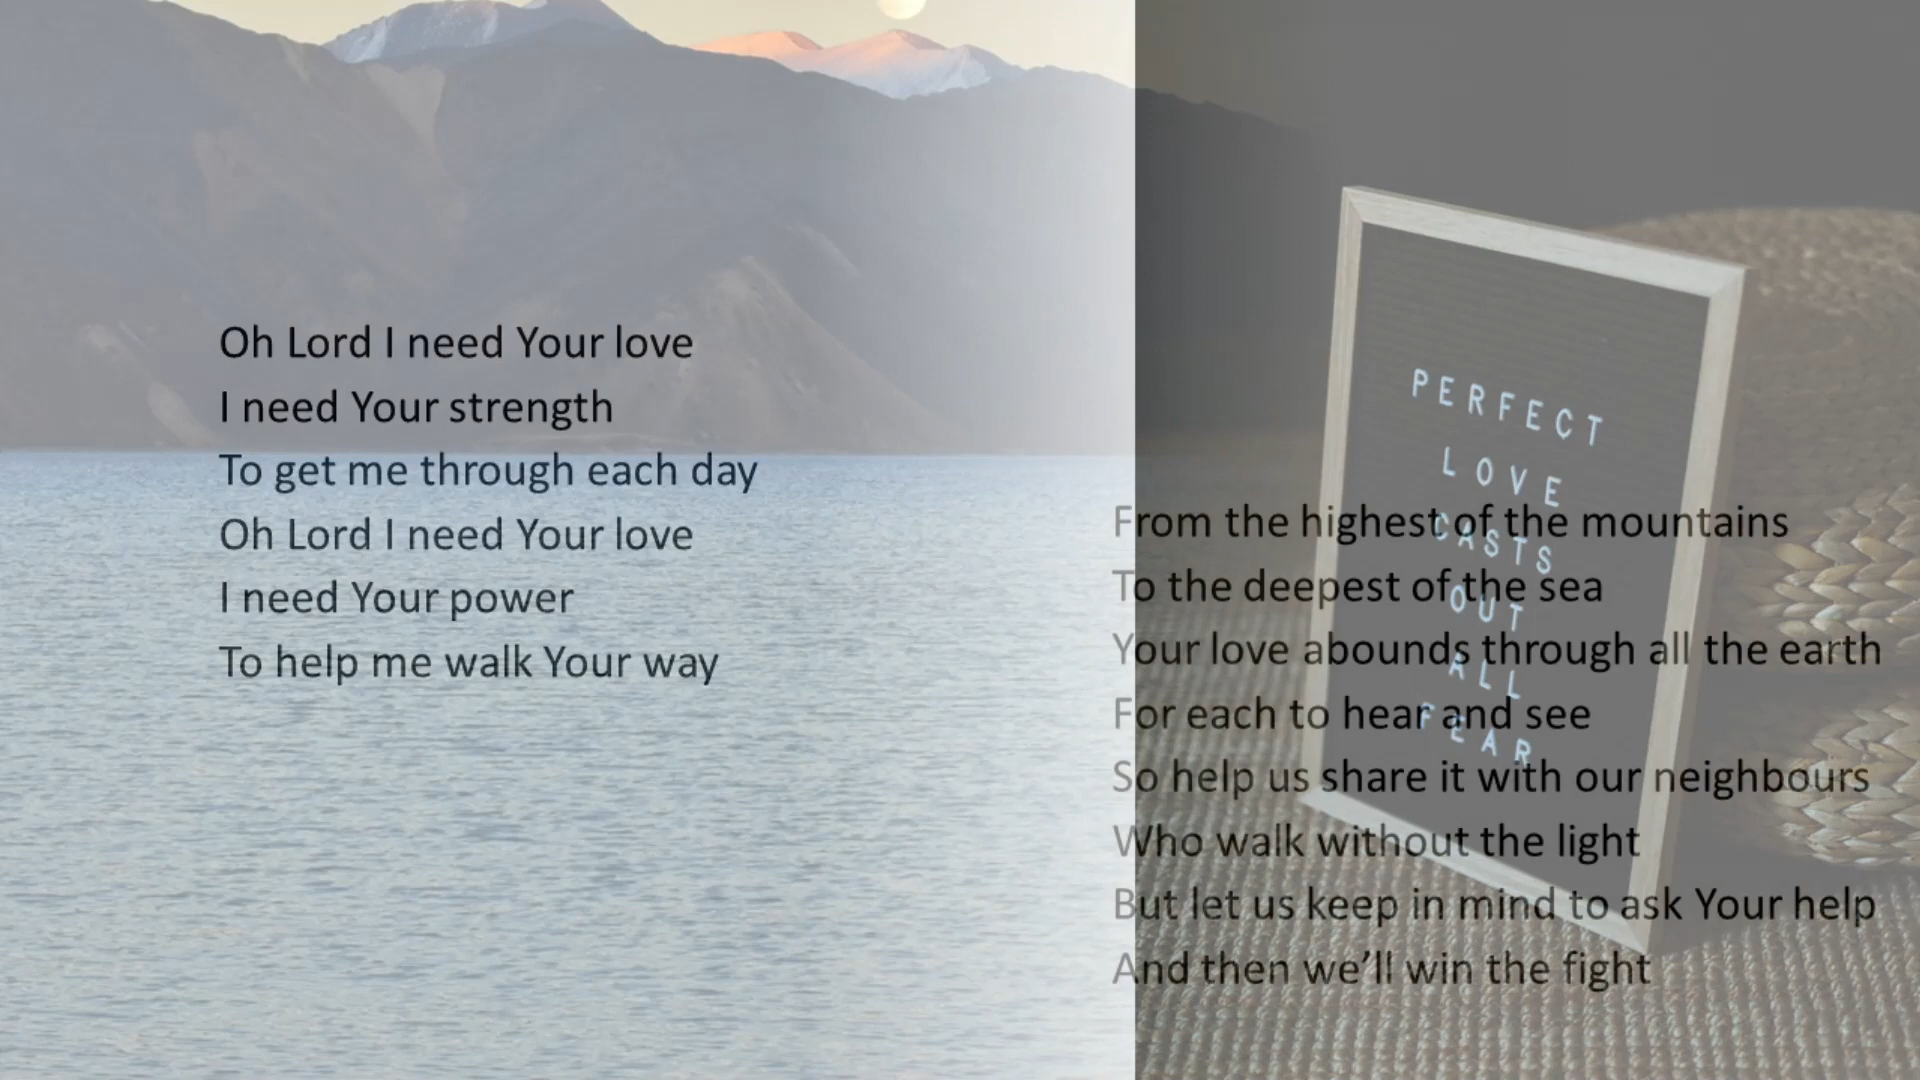 Oh Lord I need Your love
I need Your strength
To get me through each day
Oh Lord I need Your love
I need Your power
To help me walk Your way
PERFECT
LOVE
CASTS
OUT
ALL
FEAR
From the highest of the mountains
To the deepest of the sea
Your love abounds through all the earth
For each to hear and see
So help us share it with our neighbours
Who walk without the light
But let us keep in mind to ask Your help
And then we’ll win the fight